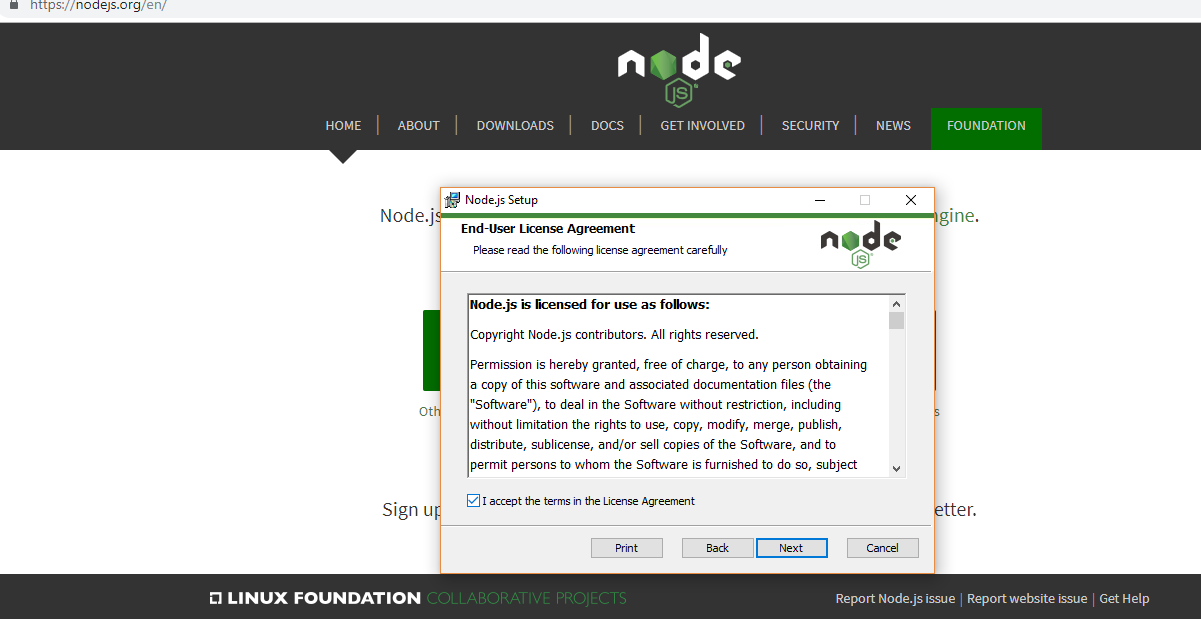 https://nodejs.org/en/
node
JS
HOME
ABOUT
DOWNLOADS
DOCS
GET INVOLVED
SECURITY
NEWS
FOUNDATION
Node.js
Node.js Setup
End-User License Agreement
Please read the following license agreement carefully
node
JS
Node.js is licensed for use as follows:
Copyright Node.js contributors. All rights reserved.
Permission is hereby granted, free of charge, to any person obtaining
a copy of this software and associated documentation files (the
"Software"), to deal in the Software without restriction, including
without limitation the rights to use, copy, modify, merge, publish,
distribute, sublicense, and/or sell copies of the Software, and to
permit persons to whom the Software is furnished to do so, subject
I accept the terms in the License Agreement
Print
Back
Next
Cancel
Sign up
LINUX FOUNDATION COLLABORATIVE PROJECTS
Report Node.js issue | Report website issue | Get Help